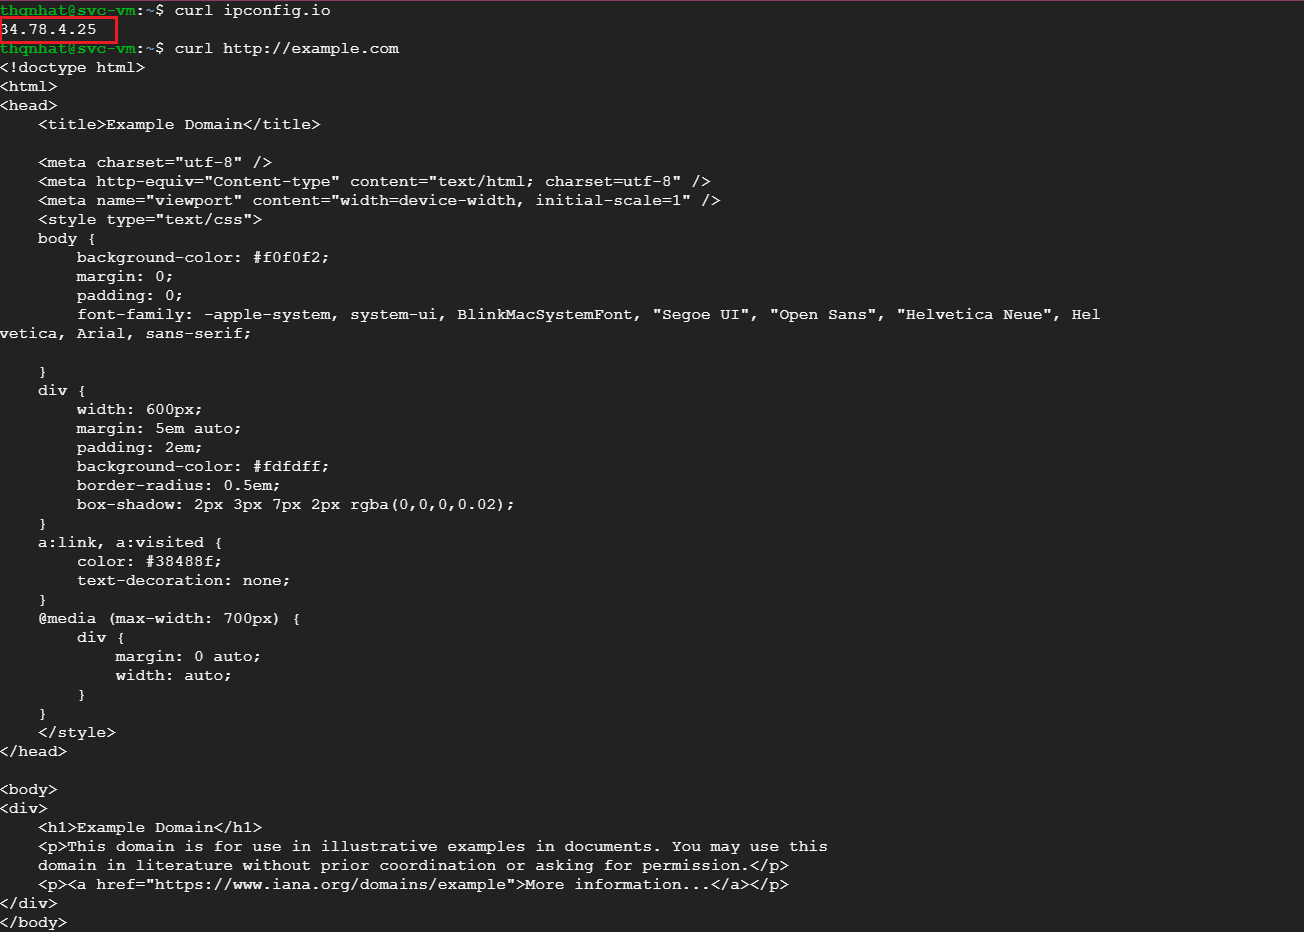 thqnhat@svc-vm:~$ curl ipconfig.io
34.78.4.25
thqnhat@svc-vm:~$ curl http://example.com
<!doctype html>
<html>
<head>
    <title>Example Domain</title>

    <meta charset="utf-8" />
    <meta http-equiv="Content-type" content="text/html; charset=utf-8" />
    <meta name="viewport" content="width=device-width, initial-scale=1" />
    <style type="text/css">
    body {
        background-color: #f0f0f2;
        margin: 0;
        padding: 0;
        font-family: -apple-system, system-ui, BlinkMacSystemFont, "Segoe UI", "Open Sans", "Helvetica Neue", Hel
vetica, Arial, sans-serif;

    }
    div {
        width: 600px;
        margin: 5em auto;
        padding: 2em;
        background-color: #fdfdff;
        border-radius: 0.5em;
        box-shadow: 2px 3px 7px 2px rgba(0,0,0,0.02);
    }
    a:link, a:visited {
        color: #38488f;
        text-decoration: none;
    }
    @media (max-width: 700px) {
        div {
            margin: 0 auto;
            width: auto;
        }
    }
    </style>
</head>

<body>
<div>
    <h1>Example Domain</h1>
    <p>This domain is for use in illustrative examples in documents. You may use this
    domain in literature without prior coordination or asking for permission.</p>
    <p><a href="https://www.iana.org/domains/example">More information...</a></p>
</div>
</body>